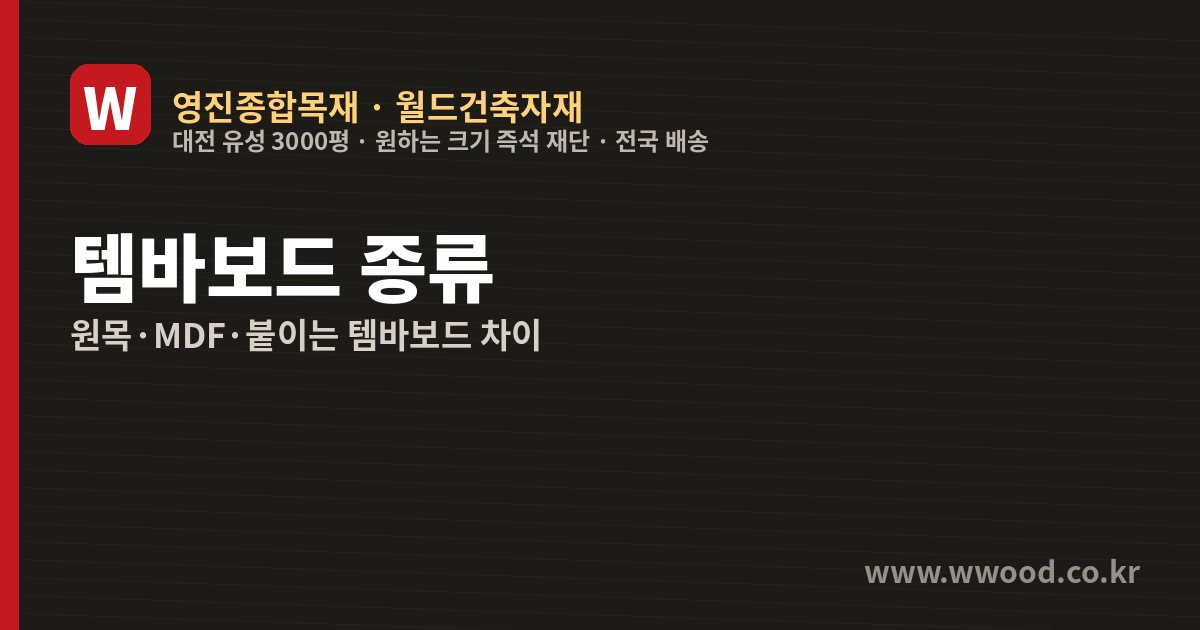 W
영진종합목재 · 월드건축자재
대전 유성 3000평 · 원하는 크기 즉석 재단 · 전국 배송
템바보드 종류
원목·MDF·붙이는 템바보드 차이
www.wwood.co.kr